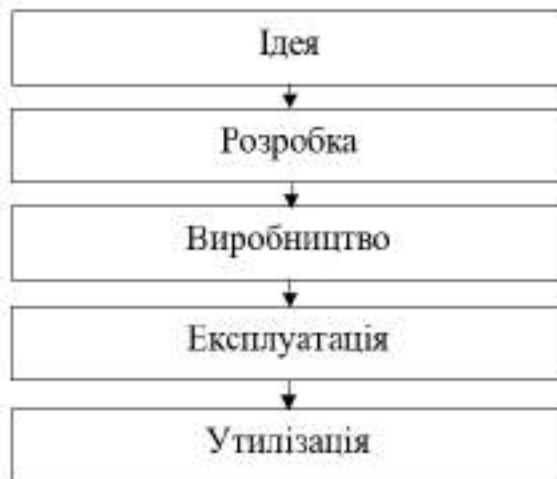 Ідея
Розробка
Виробництво
Експлуатація
Утилізація